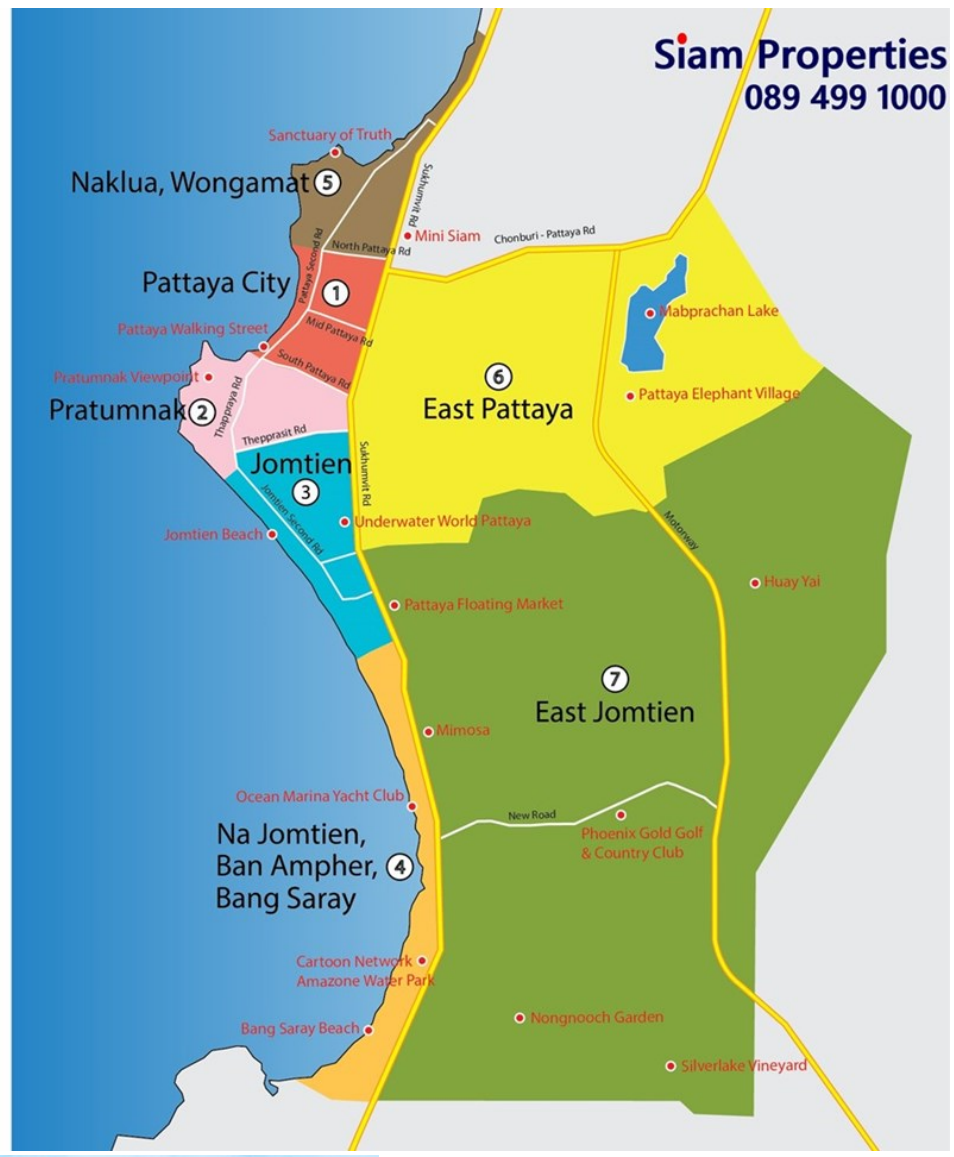 Siam Properties
089 499 1000
Sanctuary of Truth
Naklua, Wongamat 5
Sukhumvit Rd
Mini Siam
Chonburi - Pattaya Rd
North Pattaya Rd
Pattaya Second Rd
Pattaya City
1
Mabprachan Lake
Mid Pattaya Rd
Pattaya Walking Street
South Pattaya Rd
Pratumnak Viewpoint
Pratumnak 2
Thappraya Rd
6
East Pattaya
Pattaya Elephant Village
Thepprasit Rd
Jomtien
3
Sukhumvit Rd
Jomtien Second Rd
Underwater World Pattaya
Jomtien Beach
Motorway
Huay Yai
Pattaya Floating Market
7
East Jomtien
Mimosa
Ocean Marina Yacht Club
New Road
Phoenix Gold Golf
& Country Club
Na Jomtien,
Ban Ampher, 4
Bang Saray
Cartoon Network
Amazone Water Park
Bang Saray Beach
Nongnooch Garden
Silverlake Vineyard